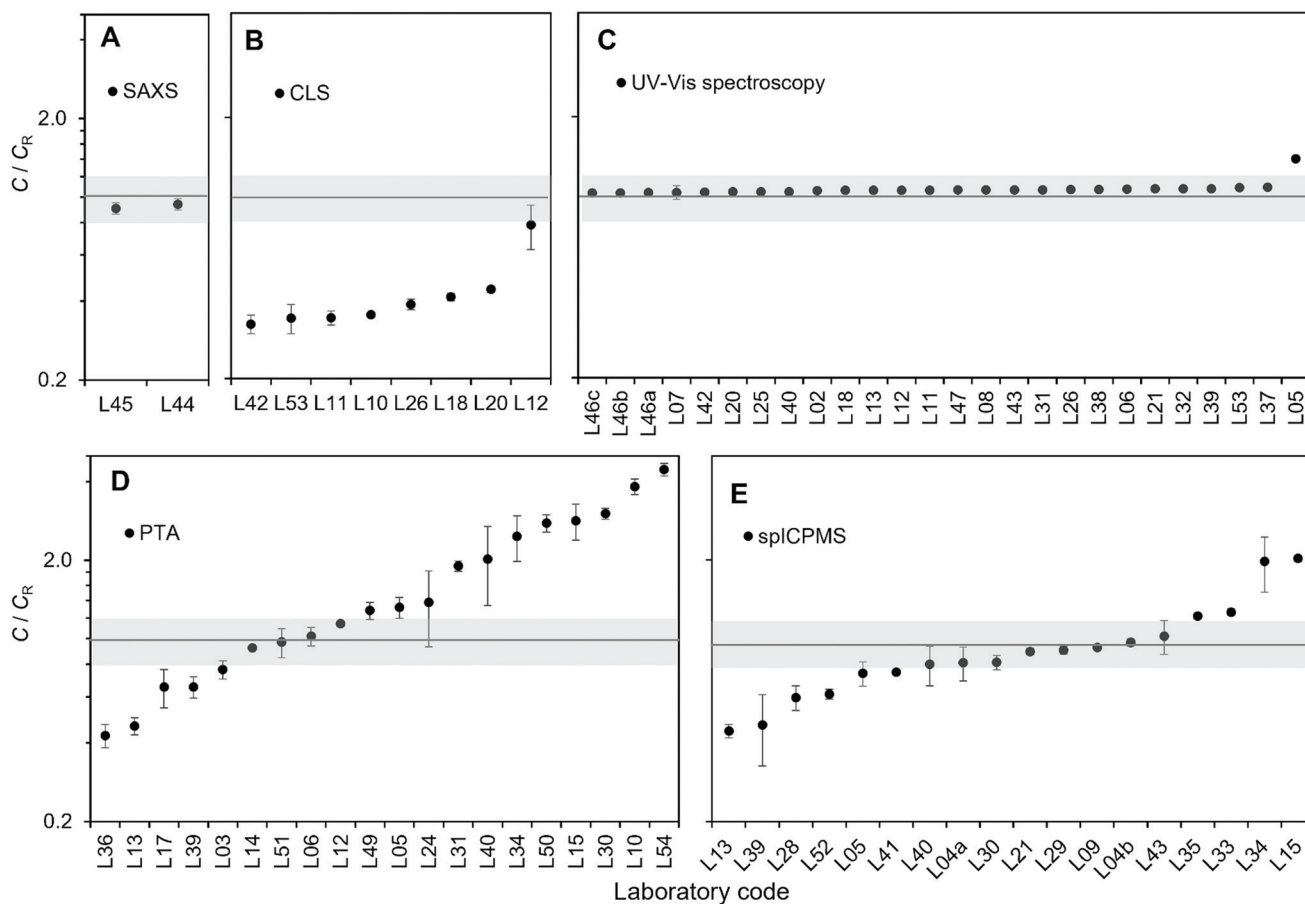 A
SAXS
B
CLS
C
UV-Vis spectroscopy
2.0
C / CR
0.2
L45 L44
L42 L53 L11 L10 L26 L18 L20 L12
L46c L46b L46a L07 L42 L20 L25 L40 L02 L18 L13 L12 L11 L47 L08 L43 L31 L26 L38 L06 L21 L32 L39 L53 L37 L05
D
PTA
E
spICPMS
2.0
C / CR
0.2
L36 L13 L17 L39 L03 L14 L51 L06 L12 L49 L05 L24 L31 L40 L34 L50 L15 L30 L10 L54
L13 L39 L28 L52 L05 L41 L40 L04a L30 L21 L29 L09 L04b L43 L35 L33 L34 L15
Laboratory code